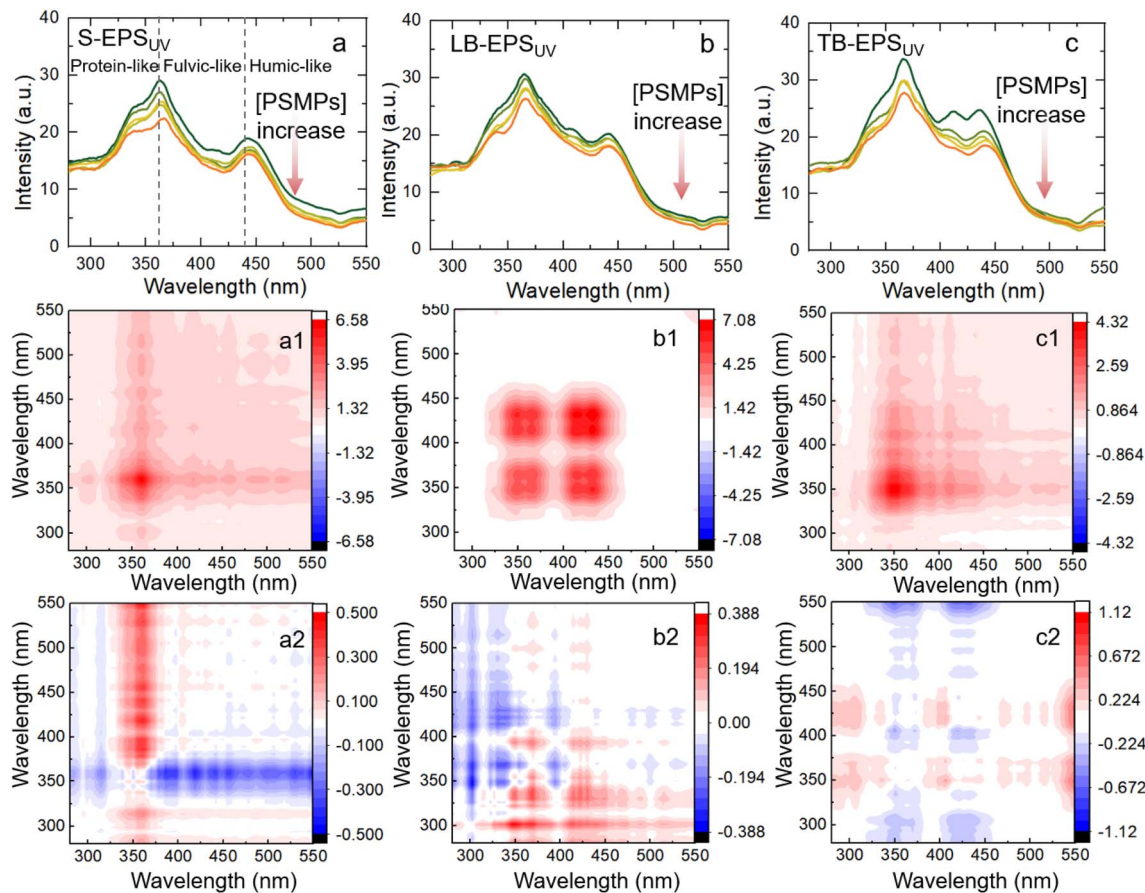 S-EPSUV
a
Protein-like Fulvic-like Humic-like
[PSMPs]
increase
Intensity (a.u.)
40
30
20
10
0
300 350 400 450 500 550
Wavelength (nm)
LB-EPSUV
b
[PSMPs]
increase
Intensity (a.u.)
40
30
20
10
0
300 350 400 450 500 550
Wavelength (nm)
TB-EPSUV
c
[PSMPs]
increase
Intensity (a.u.)
40
30
20
10
0
300 350 400 450 500 550
Wavelength (nm)
a1
Wavelength (nm)
550
500
450
400
350
300
300 350 400 450 500 550
Wavelength (nm)
6.58
3.95
1.32
-1.32
-3.95
-6.58
b1
Wavelength (nm)
550
500
450
400
350
300
300 350 400 450 500 550
Wavelength (nm)
7.08
4.25
1.42
-1.42
-4.25
-7.08
c1
Wavelength (nm)
550
500
450
400
350
300
300 350 400 450 500 550
Wavelength (nm)
4.32
2.59
0.864
-0.864
-2.59
-4.32
a2
Wavelength (nm)
550
500
450
400
350
300
300 350 400 450 500 550
Wavelength (nm)
0.500
0.300
0.100
-0.100
-0.300
-0.500
b2
Wavelength (nm)
550
500
450
400
350
300
300 350 400 450 500 550
Wavelength (nm)
0.388
0.194
0.00
-0.194
-0.388
c2
Wavelength (nm)
550
500
450
400
350
300
300 350 400 450 500 550
Wavelength (nm)
1.12
0.672
0.224
-0.224
-0.672
-1.12